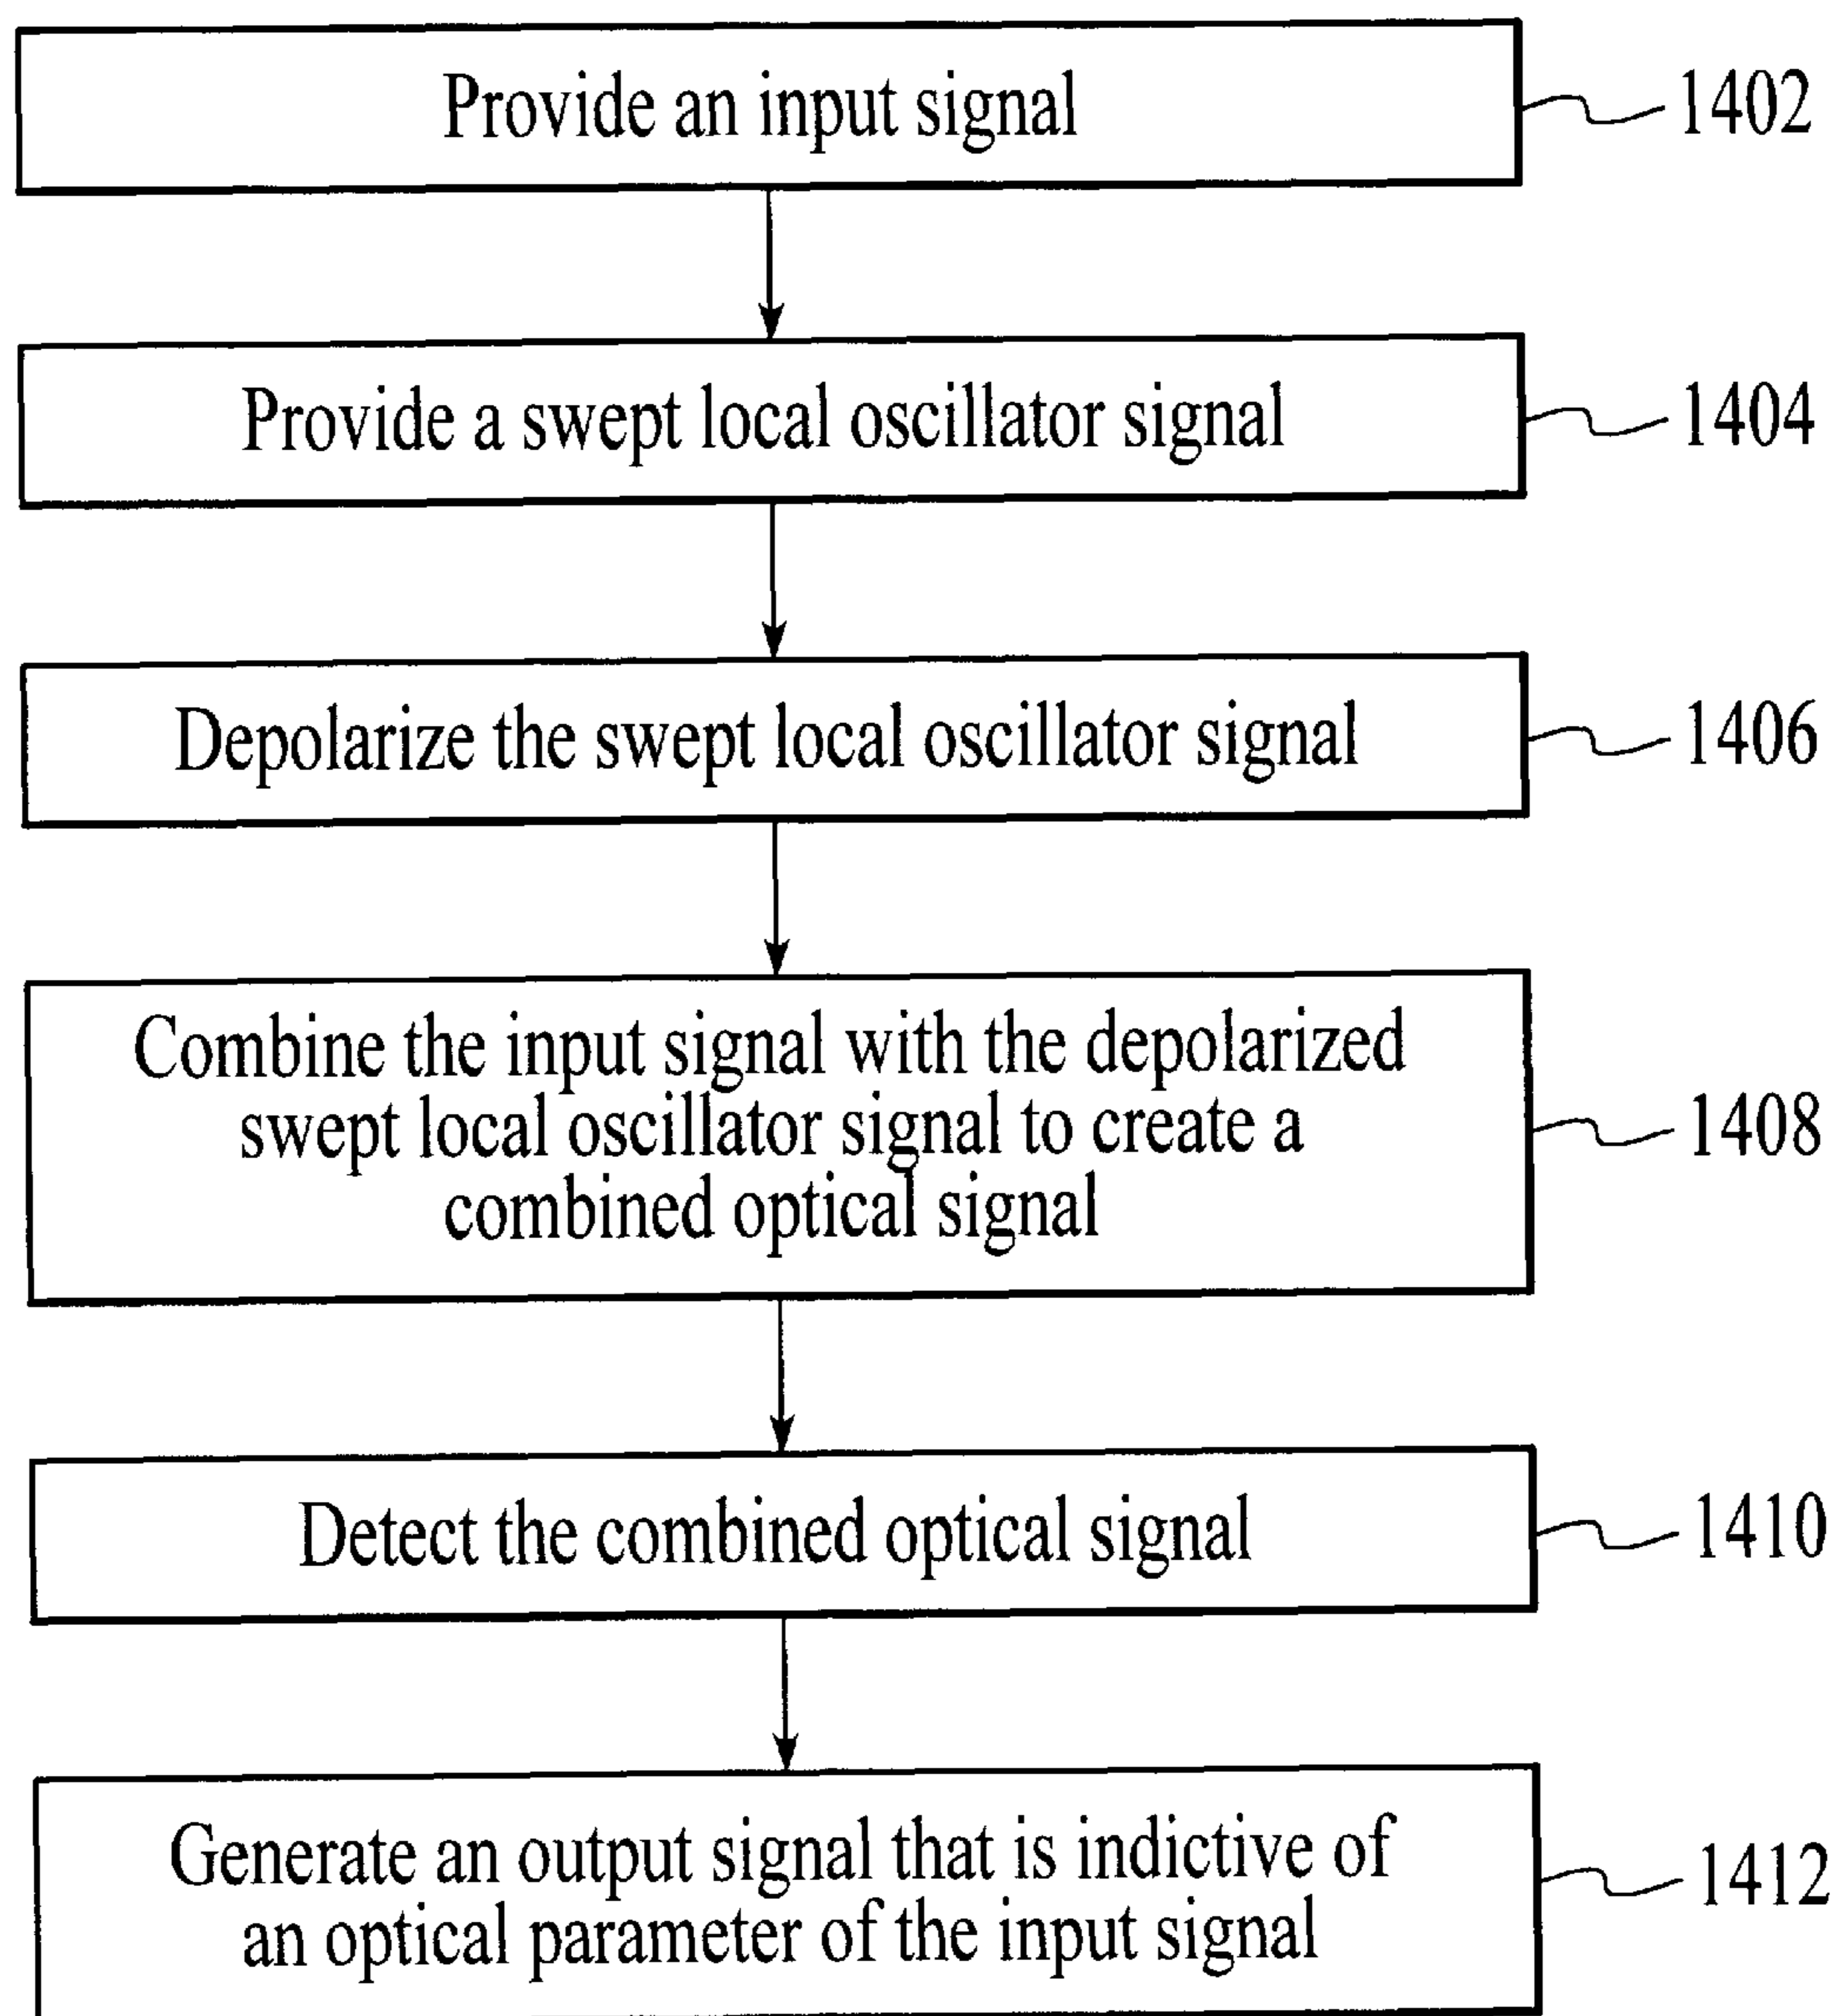 Provide an input signal
1402
Provide a swept local oscillator signal
1404
Depolarize the swept local oscillator signal
1406
Combine the input signal with the depolarized
swept local oscillator signal to create a
combined optical signal
1408
Detect the combined optical signal
1410
Generate an output signal that is indictive of
an optical parameter of the input signal
1412